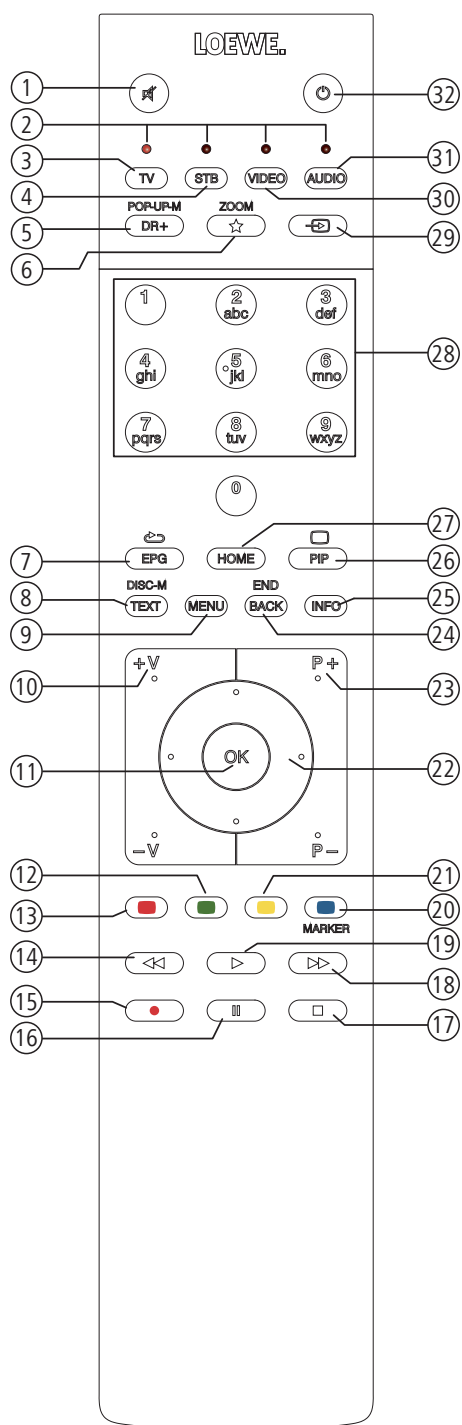 LOEWE.
1
32
2
3
TV
STB
VIDEO
AUDIO
31
4
30
POP-UP-M
ZOOM
5
DR+
29
6
1
2
abc
3
def
28
4
ghi
5
jkl
6
mno
7
pqrs
8
tuv
9
wxyz
0
27
7
EPG
HOME
PIP
26
DISC-M
END
8
TEXT
MENU
BACK
INFO
25
9
24
+V
P+
10
23
11
OK
22
-V
P-
12
21
13
20
MARKER
14
19
18
15
16
17